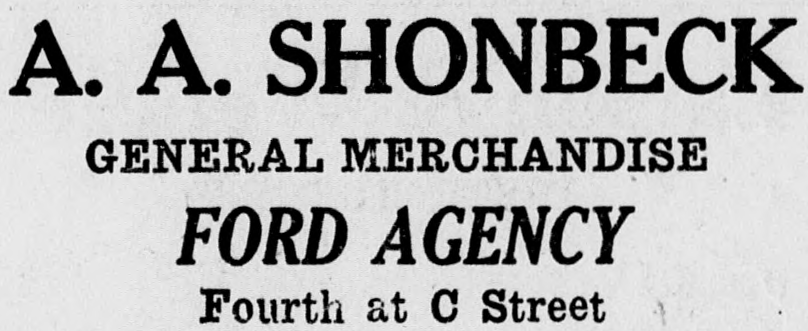 A. A. SHONBECK
GENERAL MERCHANDISE
FORD AGENCY
Fourth at C Street